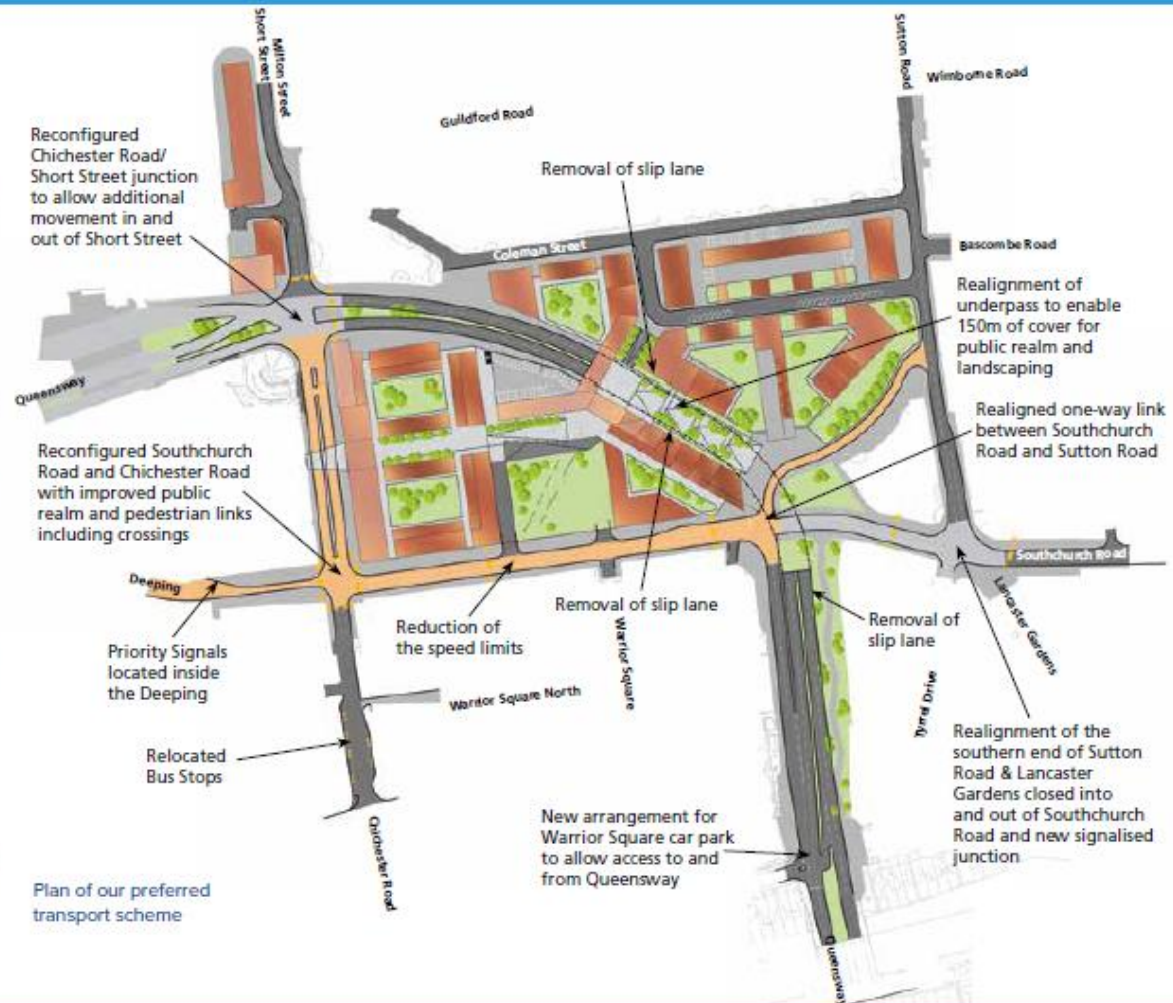 Short Street
Milton Street
Sutton Road
Wimborne Road
Guildford Road
Reconfigured
Chichester Road/
Short Street junction
to allow additional
movement in and
out of Short Street
Removal of slip lane
Coleman Street
Bascombe Road
Realignment of
underpass to enable
150m of cover for
public realm and
landscaping
Queensway
Realigned one-way link
between Southchurch
Road and Sutton Road
Reconfigured Southchurch
Road and Chichester Road
with improved public
realm and pedestrian links
including crossings
Deeping
Southchurch Road
Lancaster Gardens
Priority Signals
located inside
the Deeping
Reduction of
the speed limits
Removal of slip lane
Warrior Square
Removal of
slip lane
Tyrrel Drive
Warrior Square North
Relocated
Bus Stops
Chichester Road
New arrangement for
Warrior Square car park
to allow access to and
from Queensway
Realignment of the
southern end of Sutton
Road & Lancaster
Gardens closed into
and out of Southchurch
Road and new signalised
junction
Plan of our preferred
transport scheme
Queensway